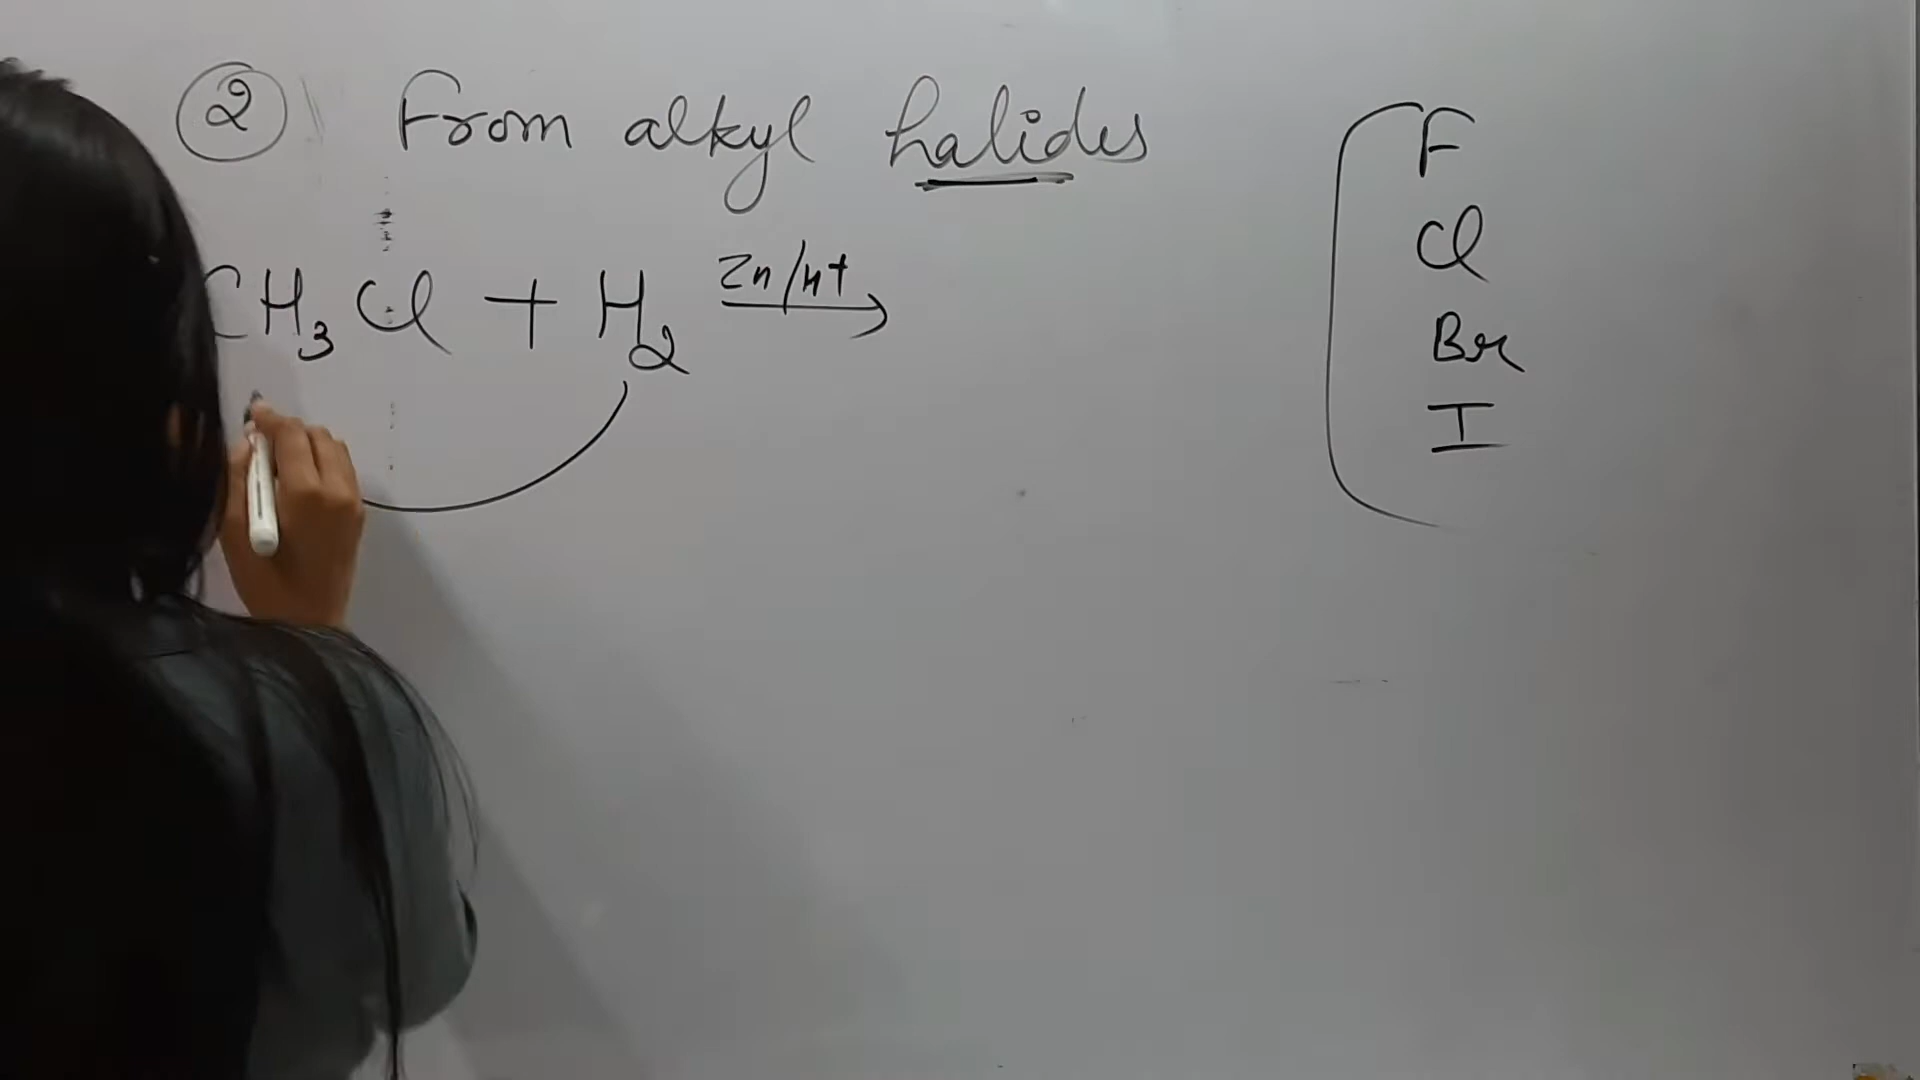 ② From alkyl halides
CH₃Cl + H₂ Zn/H+ →
F
Cl
Br
I